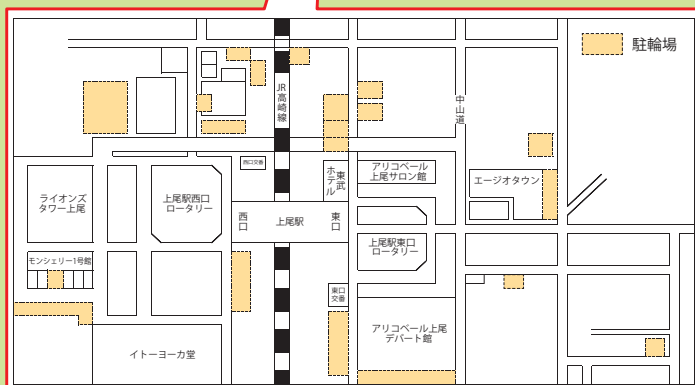 駐輪場
JR高崎線
中山道
西口交番
東武
ホテル
アリコベール
上尾サロン館
エージオタウン
ライオンズ
タワー上尾
上尾駅西口
ロータリー
西口
上尾駅
東口
上尾駅東口
ロータリー
モンシェリー1号館
東口
交番
アリコベール上尾
デパート館
イトーヨーカ堂